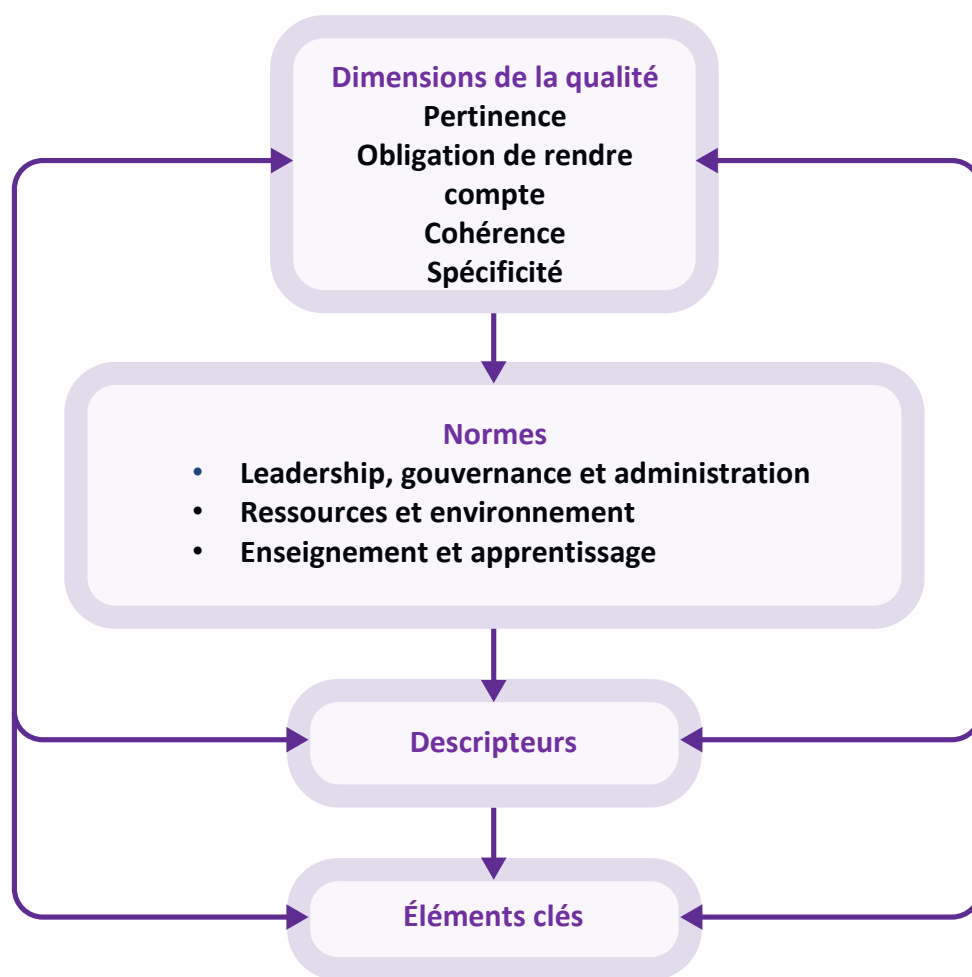 Dimensions de la qualité
Pertinence
Obligation de rendre
compte
Cohérence
Spécificité
Normes
• Leadership, gouvernance et administration
• Ressources et environnement
• Enseignement et apprentissage
Descripteurs
Éléments clés